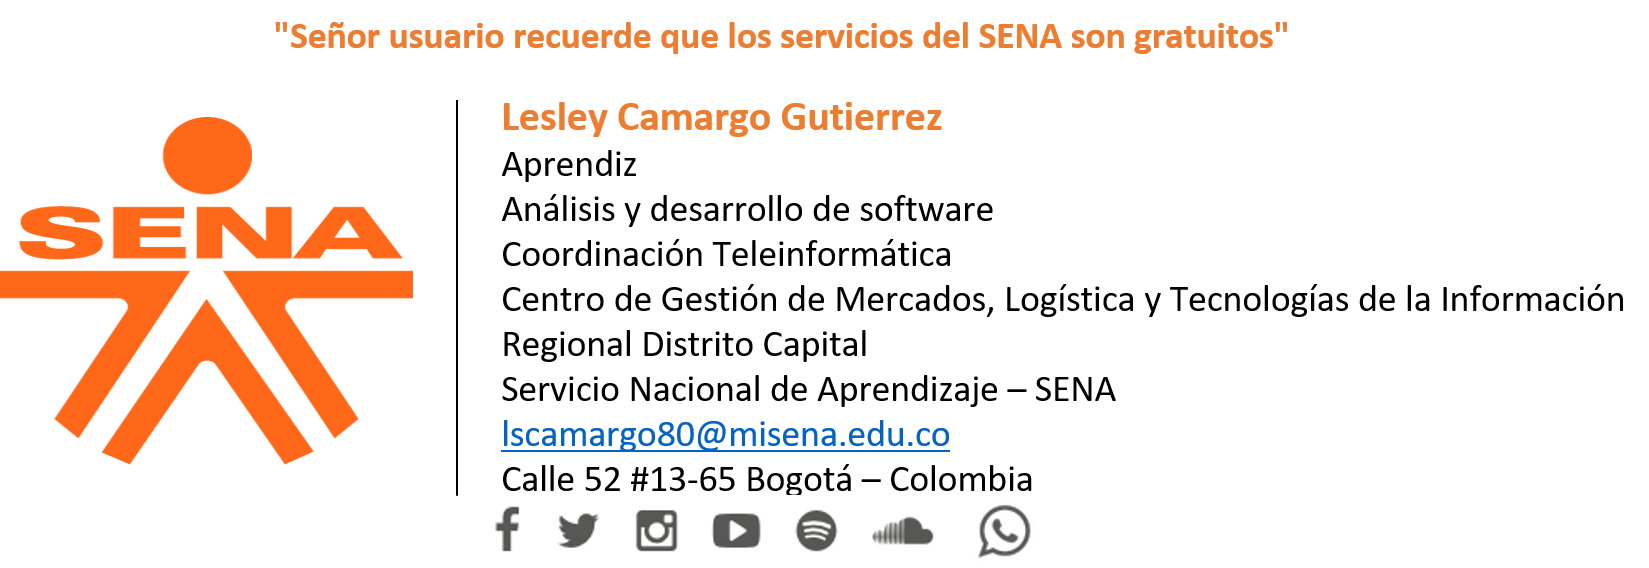 "Señor usuario recuerde que los servicios del SENA son gratuitos"
SENA
Lesley Camargo Gutierrez
Aprendiz
Análisis y desarrollo de software
Coordinación Teleinformática
Centro de Gestión de Mercados, Logística y Tecnologías de la Información
Regional Distrito Capital
Servicio Nacional de Aprendizaje – SENA
lscamargo80@misena.edu.co
Calle 52 #13-65 Bogotá – Colombia